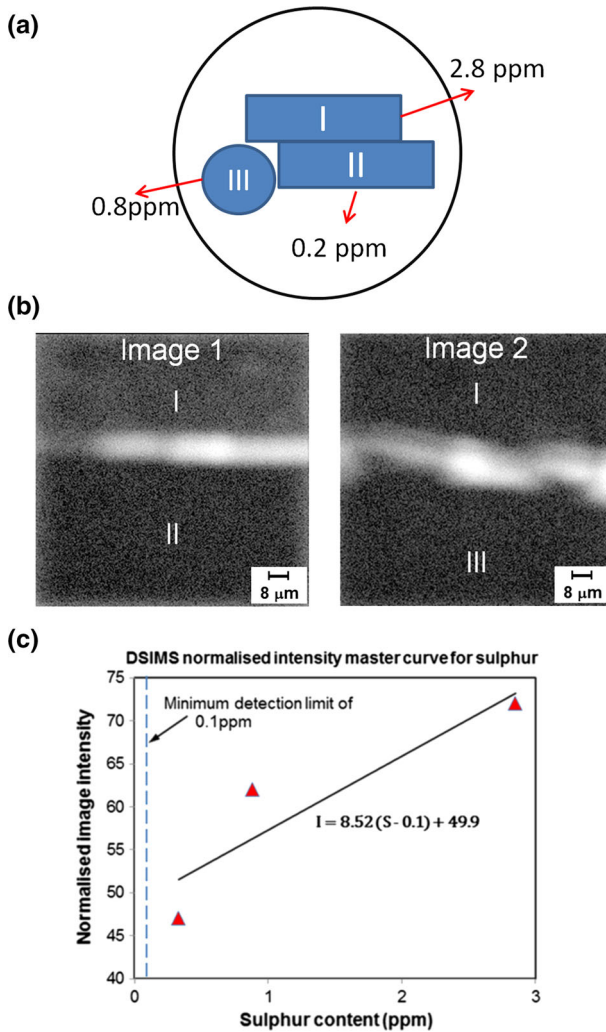 (a)
2.8 ppm
I
II
III
0.8ppm
0.2 ppm
(b)
Image 1
I
II
8 μm
Image 2
I
III
8 μm
(c)
DSIMS normalised intensity master curve for sulphur
75
70
65
60
55
50
45
40
Normalised image intensity
Minimum detection limit of
0.1ppm
I = 8.52 (S - 0.1) + 49.9
0
1
2
3
Sulphur content (ppm)